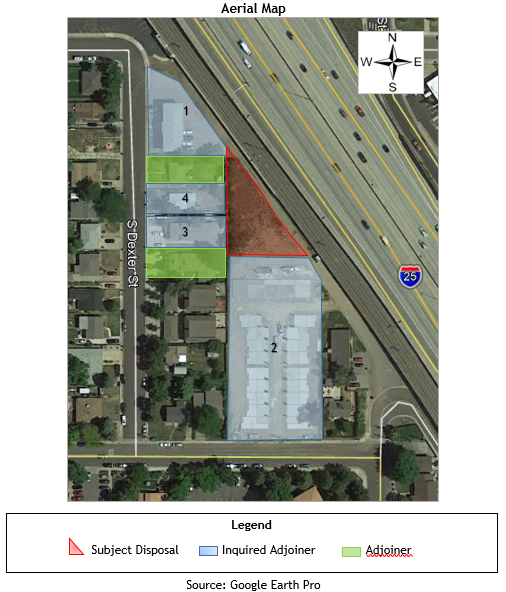 Aerial Map
N
W E
S
St
1
4
3
S Dexter St
25
2
Legend
Subject Disposal
Inquired Adjoiner
Adjoiner
Source: Google Earth Pro